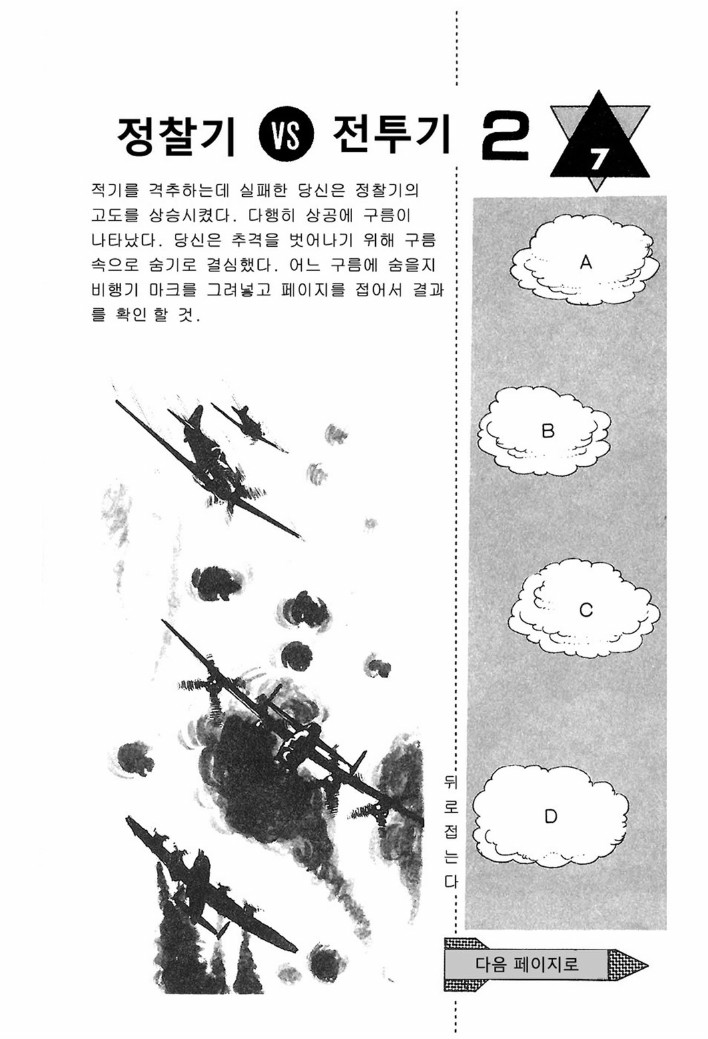 정찰기 VS 전투기 2
7
적기를 격추하는데 실패한 당신은 정찰기의
고도를 상승시켰다. 다행히 상공에 구름이
나타났다. 당신은 추격을 벗어나기 위해 구름
속으로 숨기로 결심했다. 어느 구름에 숨을지
비행기 마크를 그려넣고 페이지를 접어서 결과
를 확인 할 것.
A
B
C
D
뒤로접는다
다음 페이지로